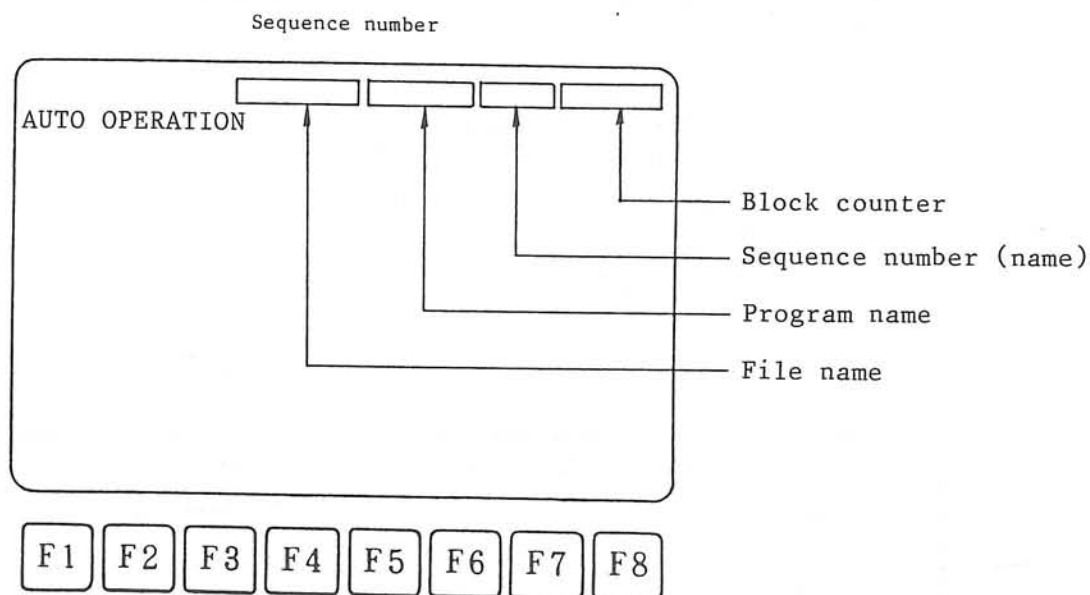 Sequence number
AUTO OPERATION
Block counter
Sequence number (name)
Program name
File name
F1 F2 F3 F4 F5 F6 F7 F8